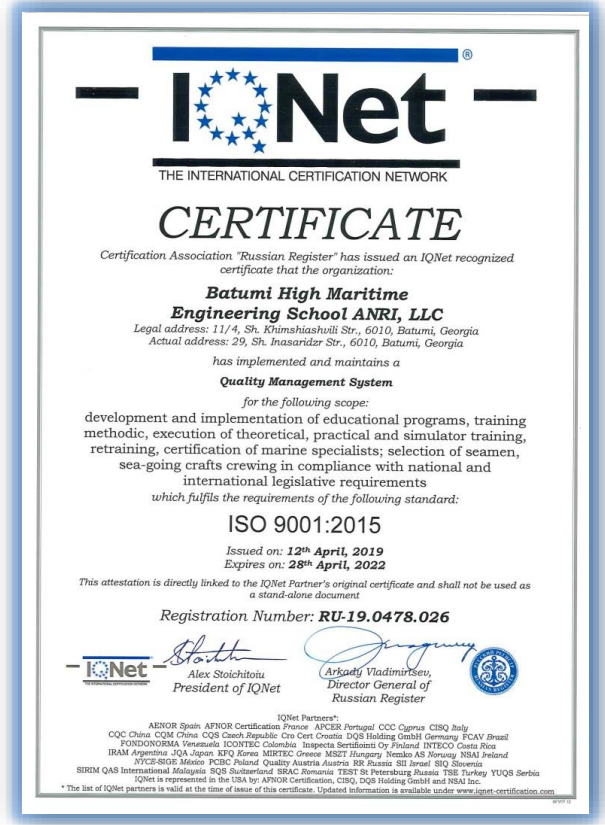 ®
IQNet
THE INTERNATIONAL CERTIFICATION NETWORK
CERTIFICATE
Certification Association "Russian Register" has issued an IQNet recognized
certificate that the organization:
Batumi High Maritime
Engineering School ANRI, LLC
Legal address: 11/4, Sh. Khimshiashvili Str., 6010, Batumi, Georgia
Actual address: 29, Sh. Inasaridzr Str., 6010, Batumi, Georgia
has implemented and maintains a
Quality Management System
for the following scope:
development and implementation of educational programs, training
methodic, execution of theoretical, practical and simulator training,
retraining, certification of marine specialists; selection of seamen,
sea-going crafts crewing in compliance with national and
international legislative requirements
which fulfils the requirements of the following standard:
ISO 9001:2015
Issued on: 12th April, 2019
Expires on: 28th April, 2022
This attestation is directly linked to the IQNet Partner's original certificate and shall not be used as
a stand-alone document
Registration Number: RU-19.0478.026
IQNet
THE INTERNATIONAL CERTIFICATION NETWORK
Alex Stoichitoiu
President of IQNet
Arkady Vladimirtsev,
Director General of
Russian Register
IQNet Partners*:
AENOR Spain AFNOR Certification France APCER Portugal CCC Cyprus CISQ Italy
CQC China CQM China CQS Czech Republic Cro Cert Croatia DQS Holding GmbH Germany FCAV Brazil
FONDONORMA Venezuela ICONTEC Colombia Inspecta Sertifiointi Oy Finland INTECO Costa Rica
IRAM Argentina JQA Japan KFQ Korea MIRTEC Greece MSZT Hungary Nemko AS Norway NSAI Ireland
NYCE-SIGE México PCBC Poland Quality Austria Austria RR Russia SII Israel SIQ Slovenia
SIRIM QAS International Malaysia SQS Switzerland SRAC Romania TEST St Petersburg Russia TSE Turkey YUQS Serbia
IQNet is represented in the USA by: AFNOR Certification, CISQ, DQS Holding GmbH and NSAI Inc.
* The list of IQNet partners is valid at the time of issue of this certificate. Updated information is available under www.iqnet-certification.com